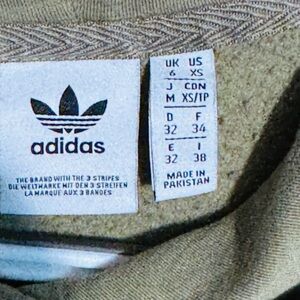 adidas
THE BRAND WITH THE 3 STRIPES
DIE WELTMARKE MIT DEN 3 STREIFEN
LA MARQUE AUX 3 BANDES
UK US
6 XS
J CDN
M XS/TP
D F
32 34
E I
32 38
MADE IN
PAKISTAN